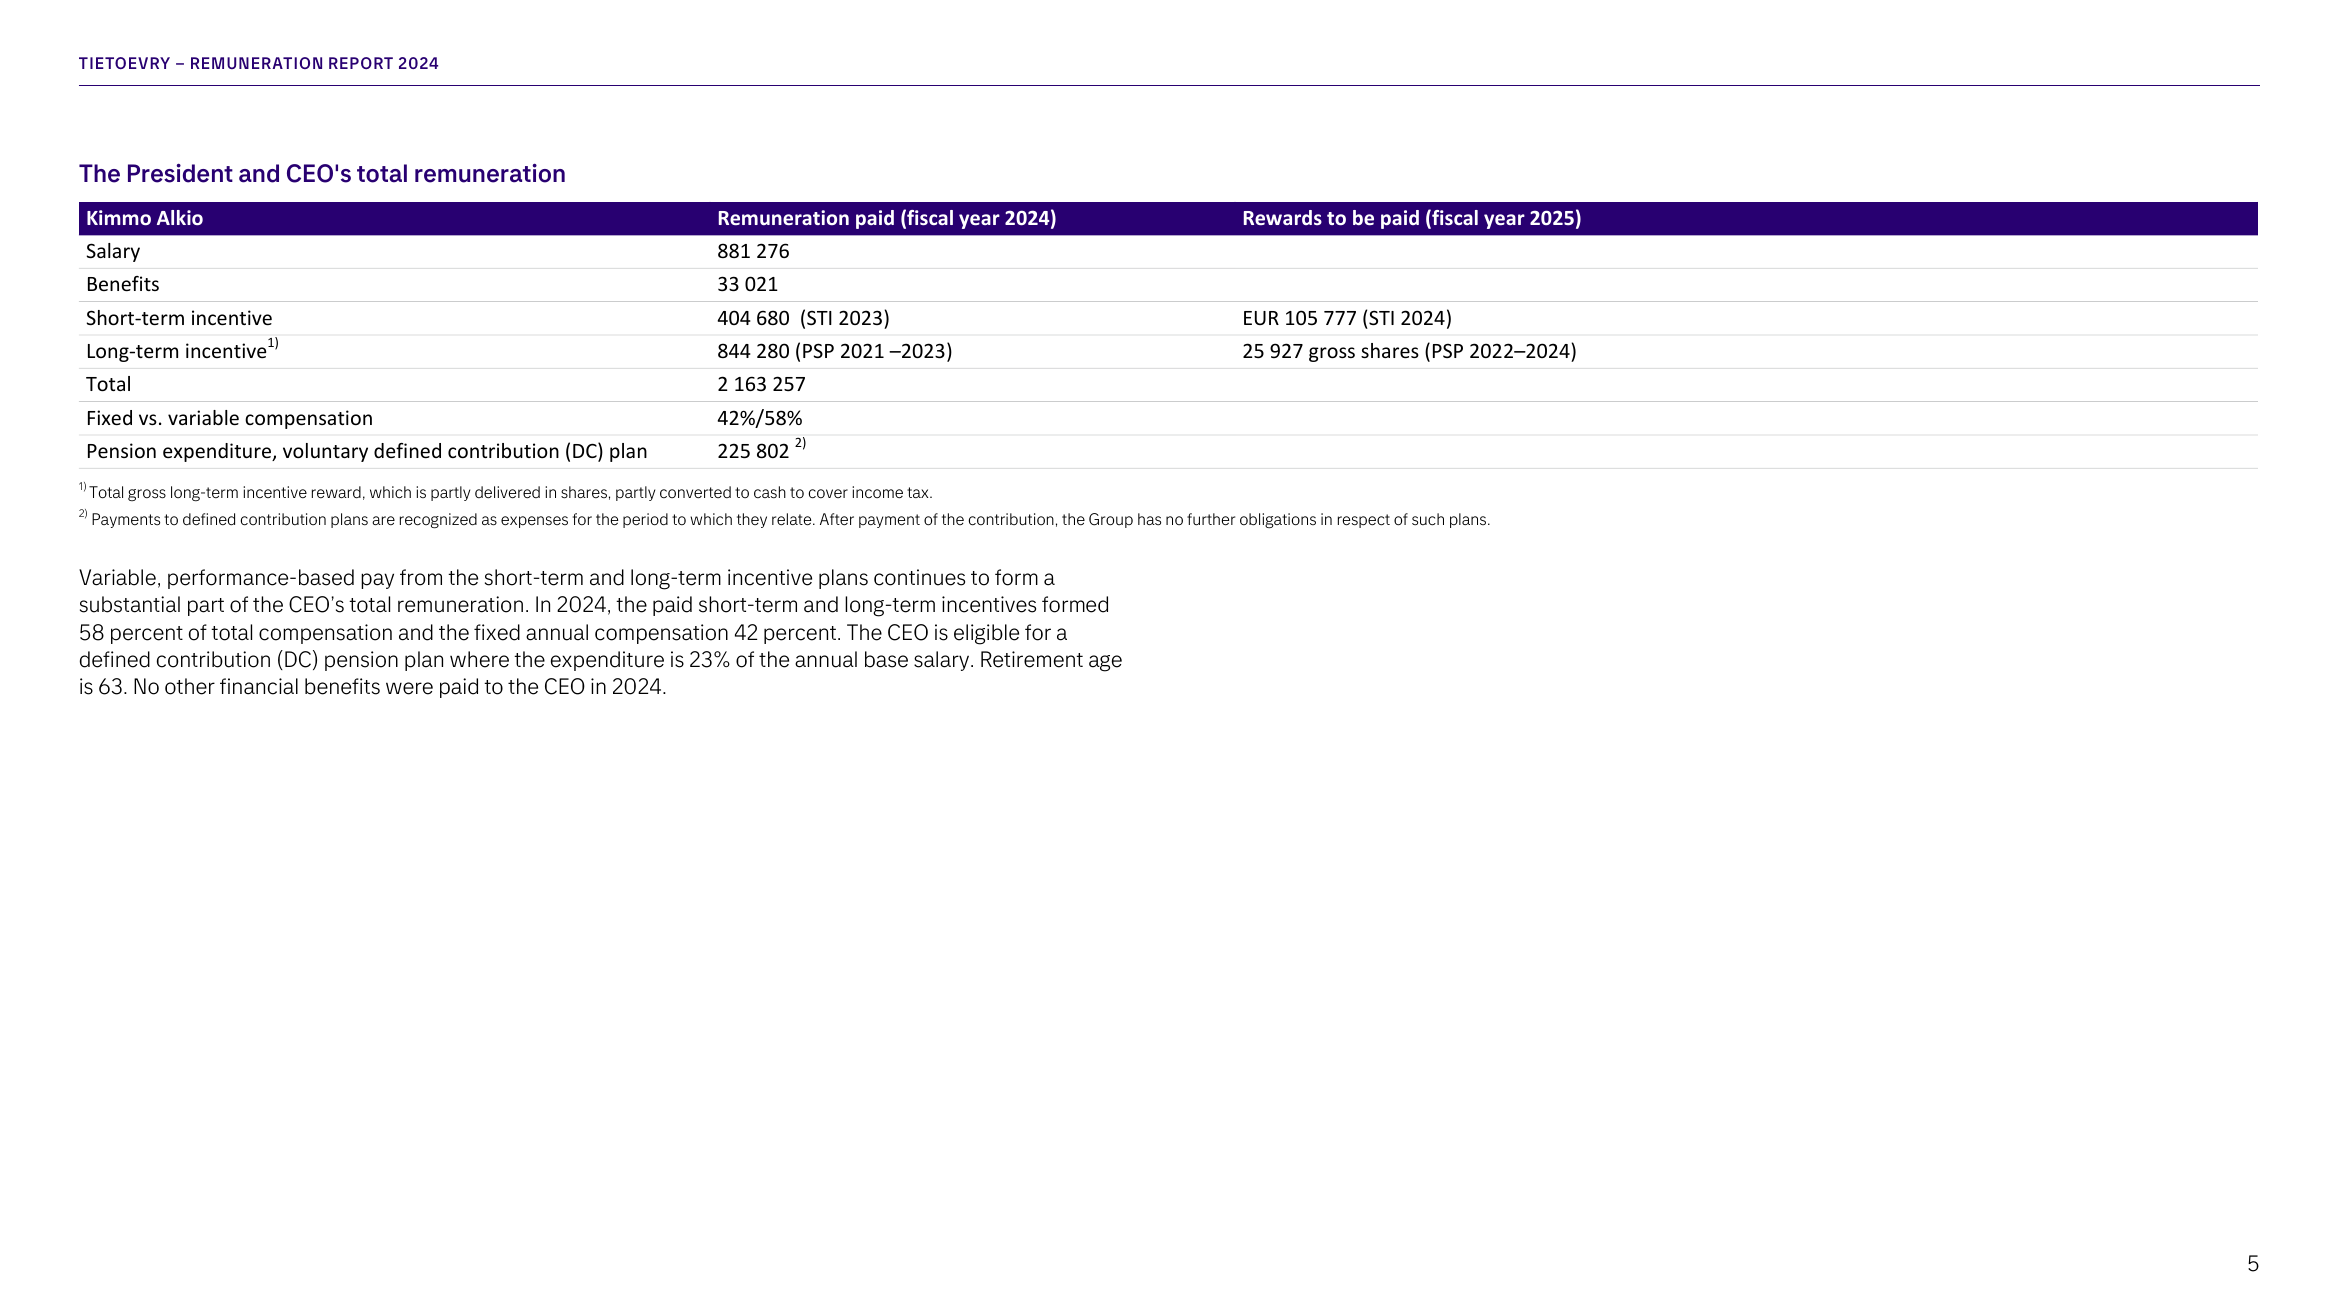 TIETOEVRY – REMUNERATION REPORT 2024
The President and CEO's total remuneration
Kimmo Alkio Remuneration paid (fiscal year 2024) Rewards to be paid (fiscal year 2025)
Salary 881 276
Benefits 33 021
Short-term incentive 404 680 (STI 2023) EUR 105 777 (STI 2024)
Long-term incentive1) 844 280 (PSP 2021 –2023) 25 927 gross shares (PSP 2022–2024)
Total 2 163 257
Fixed vs. variable compensation 42%/58%
Pension expenditure, voluntary defined contribution (DC) plan 225 802 2)
1) Total gross long-term incentive reward, which is partly delivered in shares, partly converted to cash to cover income tax.
2) Payments to defined contribution plans are recognized as expenses for the period to which they relate. After payment of the contribution, the Group has no further obligations in respect of such plans.
Variable, performance-based pay from the short-term and long-term incentive plans continues to form a
substantial part of the CEO's total remuneration. In 2024, the paid short-term and long-term incentives formed
58 percent of total compensation and the fixed annual compensation 42 percent. The CEO is eligible for a
defined contribution (DC) pension plan where the expenditure is 23% of the annual base salary. Retirement age
is 63. No other financial benefits were paid to the CEO in 2024.
5